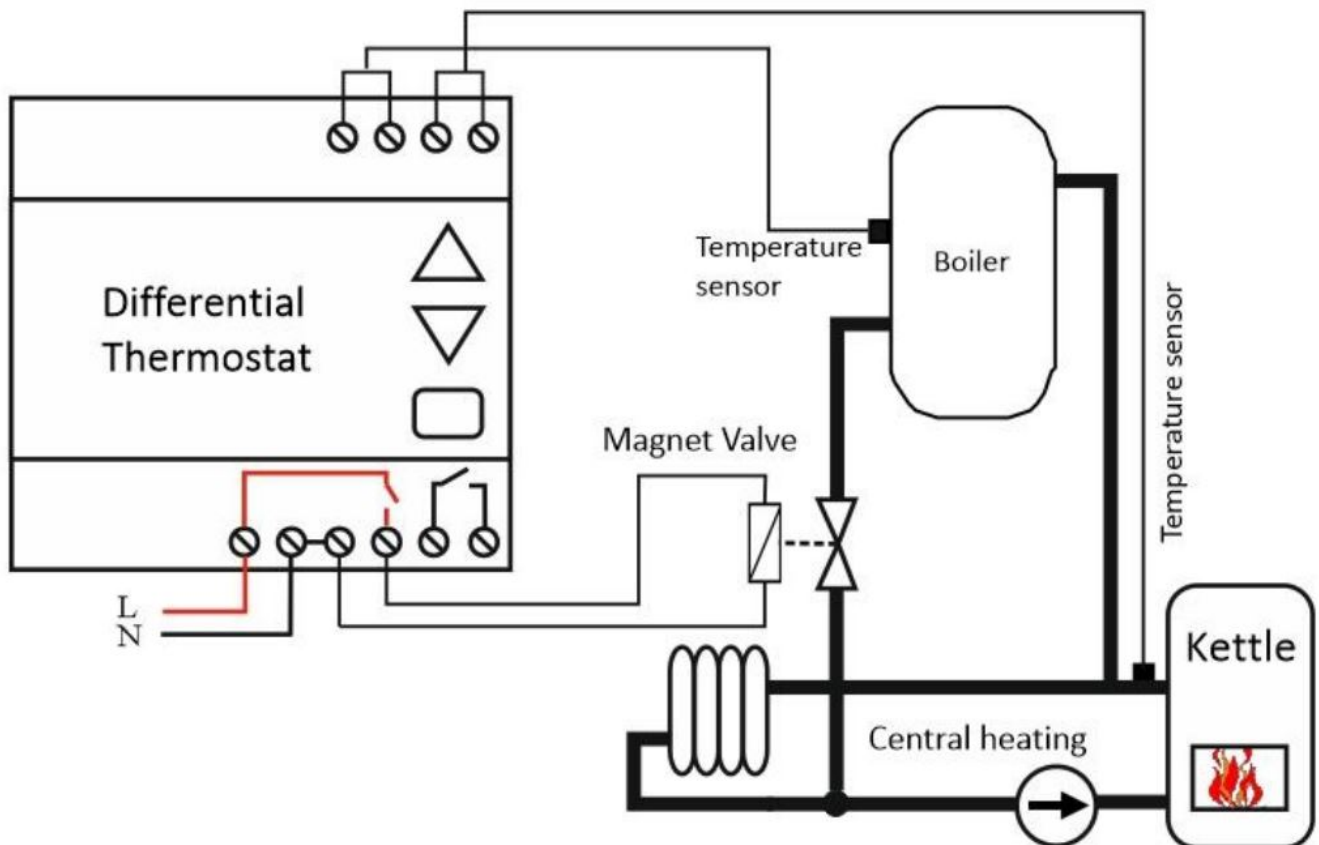 Differential
Thermostat
Temperature
sensor
Boiler
Temperature sensor
Magnet Valve
L
N
Kettle
Central heating